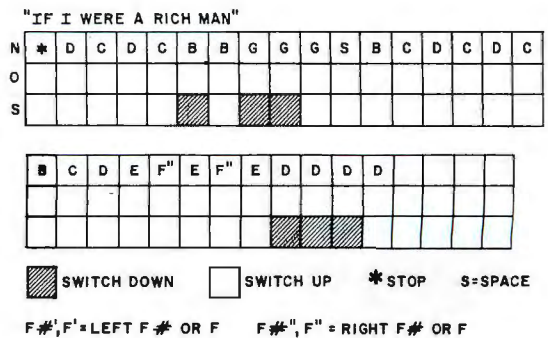 "IF I WERE A RICH MAN"
N * D C D C B B G G G S B C D C D C
O
S
B C D E F" E F" E D D D D
SWITCH DOWN SWITCH UP *STOP S=SPACE
F#',F'=LEFT F# OR F F#",F"=RIGHT F# OR F